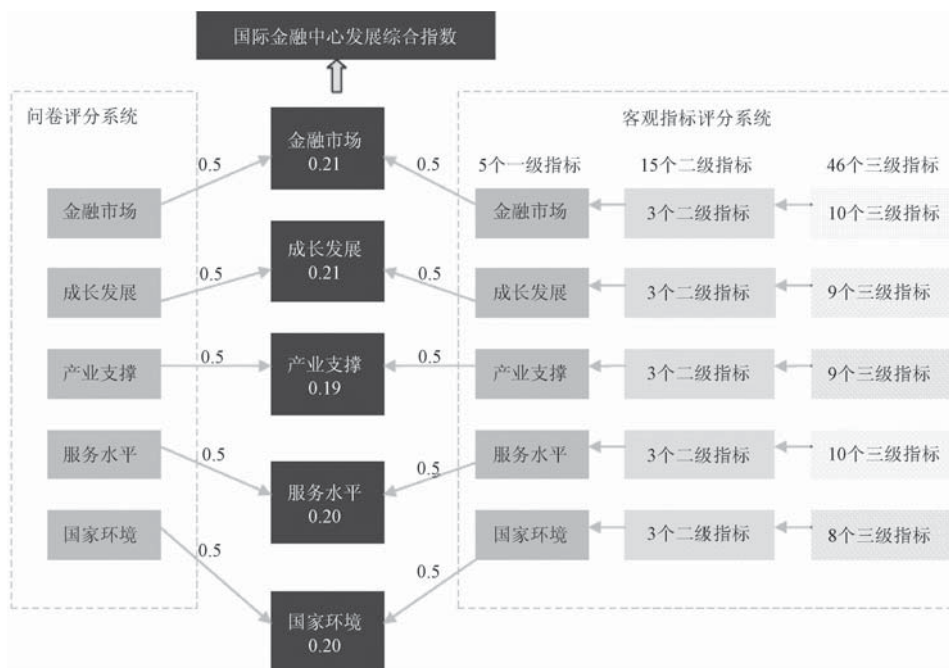 国际金融中心发展综合指数
问卷评分系统
客观指标评分系统
5个一级指标
15个二级指标
46个三级指标
金融市场
0.5
金融市场
0.21
0.5
金融市场
3个二级指标
10个三级指标
成长发展
0.5
成长发展
0.21
0.5
成长发展
3个二级指标
9个三级指标
产业支撑
0.5
产业支撑
0.19
0.5
产业支撑
3个二级指标
9个三级指标
服务水平
0.5
服务水平
0.20
0.5
服务水平
3个二级指标
10个三级指标
国家环境
0.5
国家环境
0.20
0.5
国家环境
3个二级指标
8个三级指标